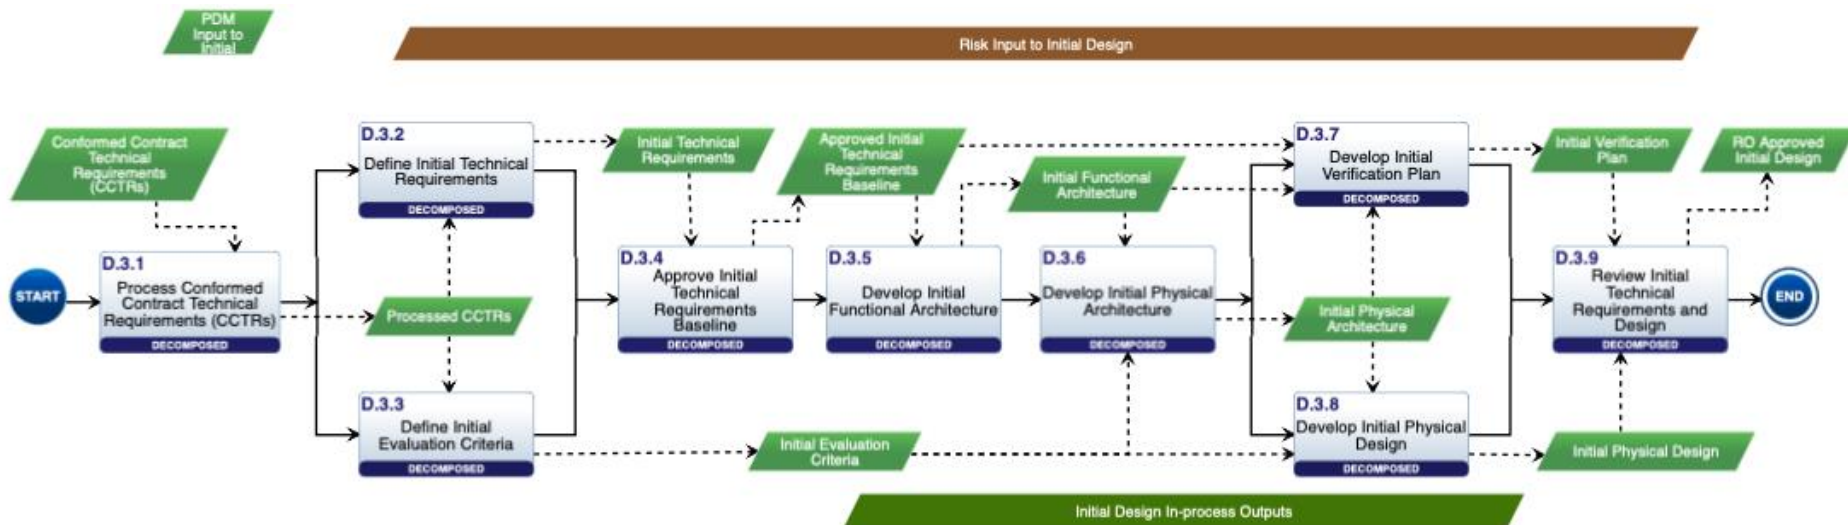 PDM
Input to
Initial
Risk Input to Initial Design
Conformed Contract
Technical
Requirements
(CCTRs)
D.3.2
Define Initial Technical
Requirements
DECOMPOSED
Initial Technical
Requirements
Approved Initial
Technical
Requirements
Baseline
Initial Functional
Architecture
D.3.7
Develop Initial
Verification Plan
DECOMPOSED
Initial Verification
Plan
RO Approved
Initial Design
START
D.3.1
Process Conformed
Contract Technical
Requirements (CCTRs)
DECOMPOSED
Processed CCTRs
D.3.4
Approve Initial
Technical
Requirements
Baseline
DECOMPOSED
D.3.5
Develop Initial
Functional Architecture
DECOMPOSED
D.3.6
Develop Initial Physical
Architecture
DECOMPOSED
Initial Physical
Architecture
D.3.9
Review Initial
Technical
Requirements and
Design
DECOMPOSED
END
D.3.3
Define Initial
Evaluation Criteria
DECOMPOSED
Initial Evaluation
Criteria
D.3.8
Develop Initial Physical
Design
DECOMPOSED
Initial Physical Design
Initial Design In-process Outputs